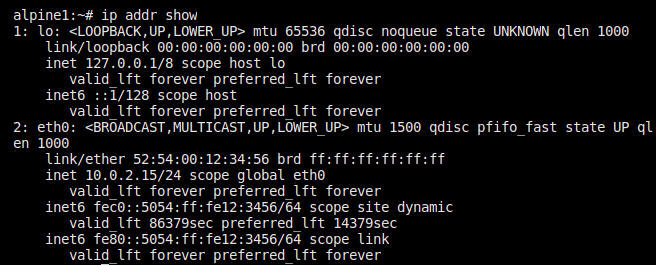 alpine1:~# ip addr show
1: lo: <LOOPBACK,UP,LOWER_UP> mtu 65536 qdisc noqueue state UNKNOWN qlen 1000
    link/loopback 00:00:00:00:00:00 brd 00:00:00:00:00:00
    inet 127.0.0.1/8 scope host lo
       valid_lft forever preferred_lft forever
    inet6 ::1/128 scope host
       valid_lft forever preferred_lft forever
2: eth0: <BROADCAST,MULTICAST,UP,LOWER_UP> mtu 1500 qdisc pfifo_fast state UP ql
en 1000
    link/ether 52:54:00:12:34:56 brd ff:ff:ff:ff:ff:ff
    inet 10.0.2.15/24 scope global eth0
       valid_lft forever preferred_lft forever
    inet6 fec0::5054:ff:fe12:3456/64 scope site dynamic
       valid_lft 86379sec preferred_lft 14379sec
    inet6 fe80::5054:ff:fe12:3456/64 scope link
       valid_lft forever preferred_lft forever